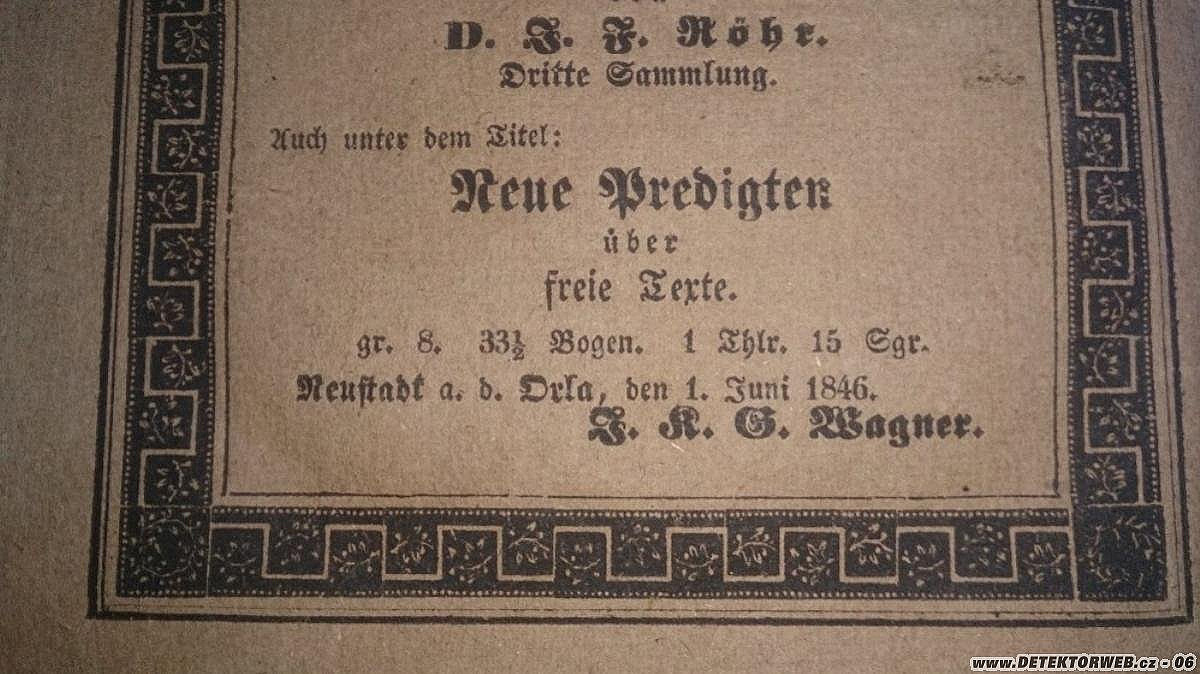 D. J. F. Röhr.
Dritte Sammlung.
Auch unter dem Titel:
Neue Predigten
über
freie Texte.
gr. 8. 33½ Bogen. 1 Thlr. 15 Sgr.
Neustadt a. d. Orla, den 1. Juni 1846.
J. K. G. Wagner.
www.DETEKTORWEB.cz - 06